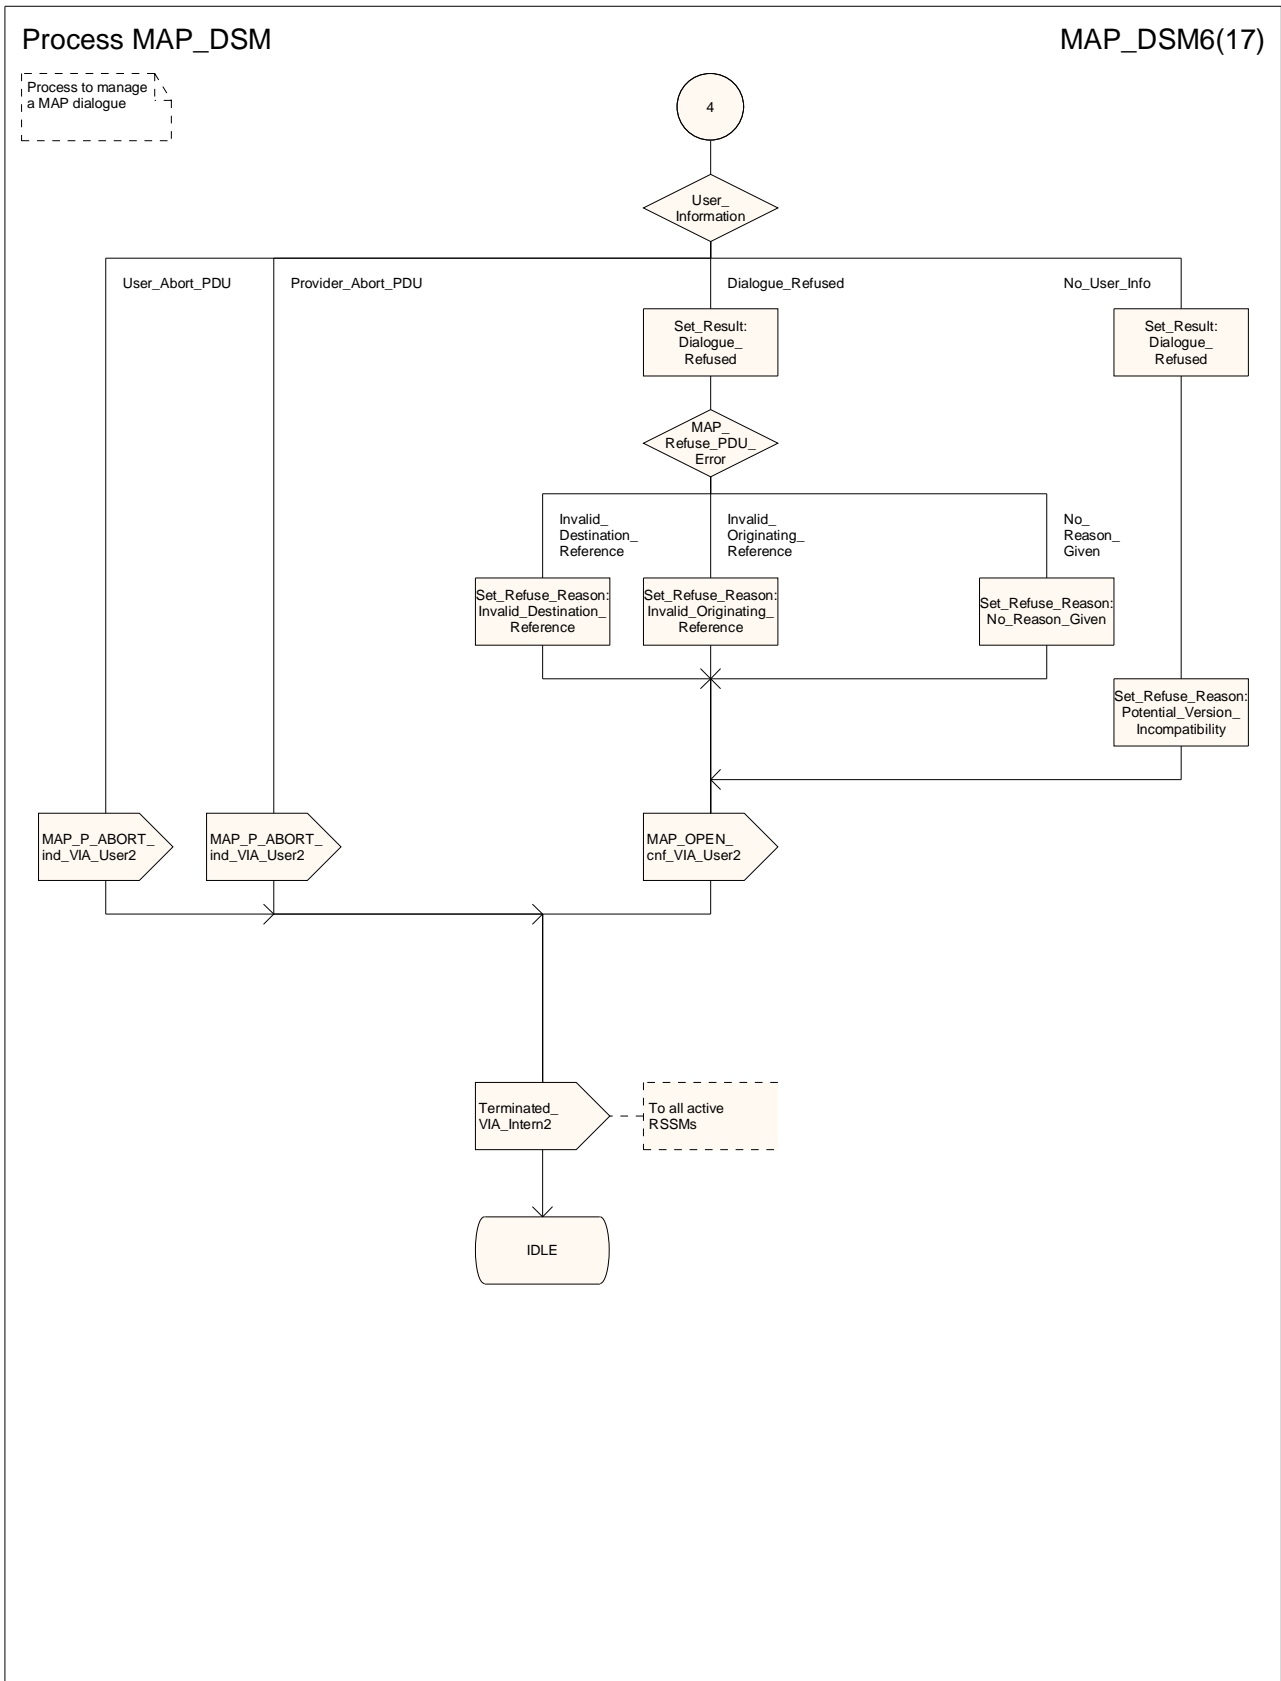 Process MAP_DSM
MAP_DSM6(17)
Process to manage
a MAP dialogue
4
User_
Information
User_Abort_PDU
Provider_Abort_PDU
Dialogue_Refused
No_User_Info
Set_Result:
Dialogue_
Refused
Set_Result:
Dialogue_
Refused
MAP_
Refuse_PDU_
Error
Invalid_
Destination_
Reference
Invalid_
Originating_
Reference
No_
Reason_
Given
Set_Refuse_Reason:
Invalid_Destination_
Reference
Set_Refuse_Reason:
Invalid_Originating_
Reference
Set_Refuse_Reason:
No_Reason_Given
Set_Refuse_Reason:
Potential_Version_
Incompatibility
MAP_P_ABORT_
ind_VIA_User2
MAP_P_ABORT_
ind_VIA_User2
MAP_OPEN_
cnf_VIA_User2
Terminated_
VIA_Intern2
To all active
RSSMs
IDLE